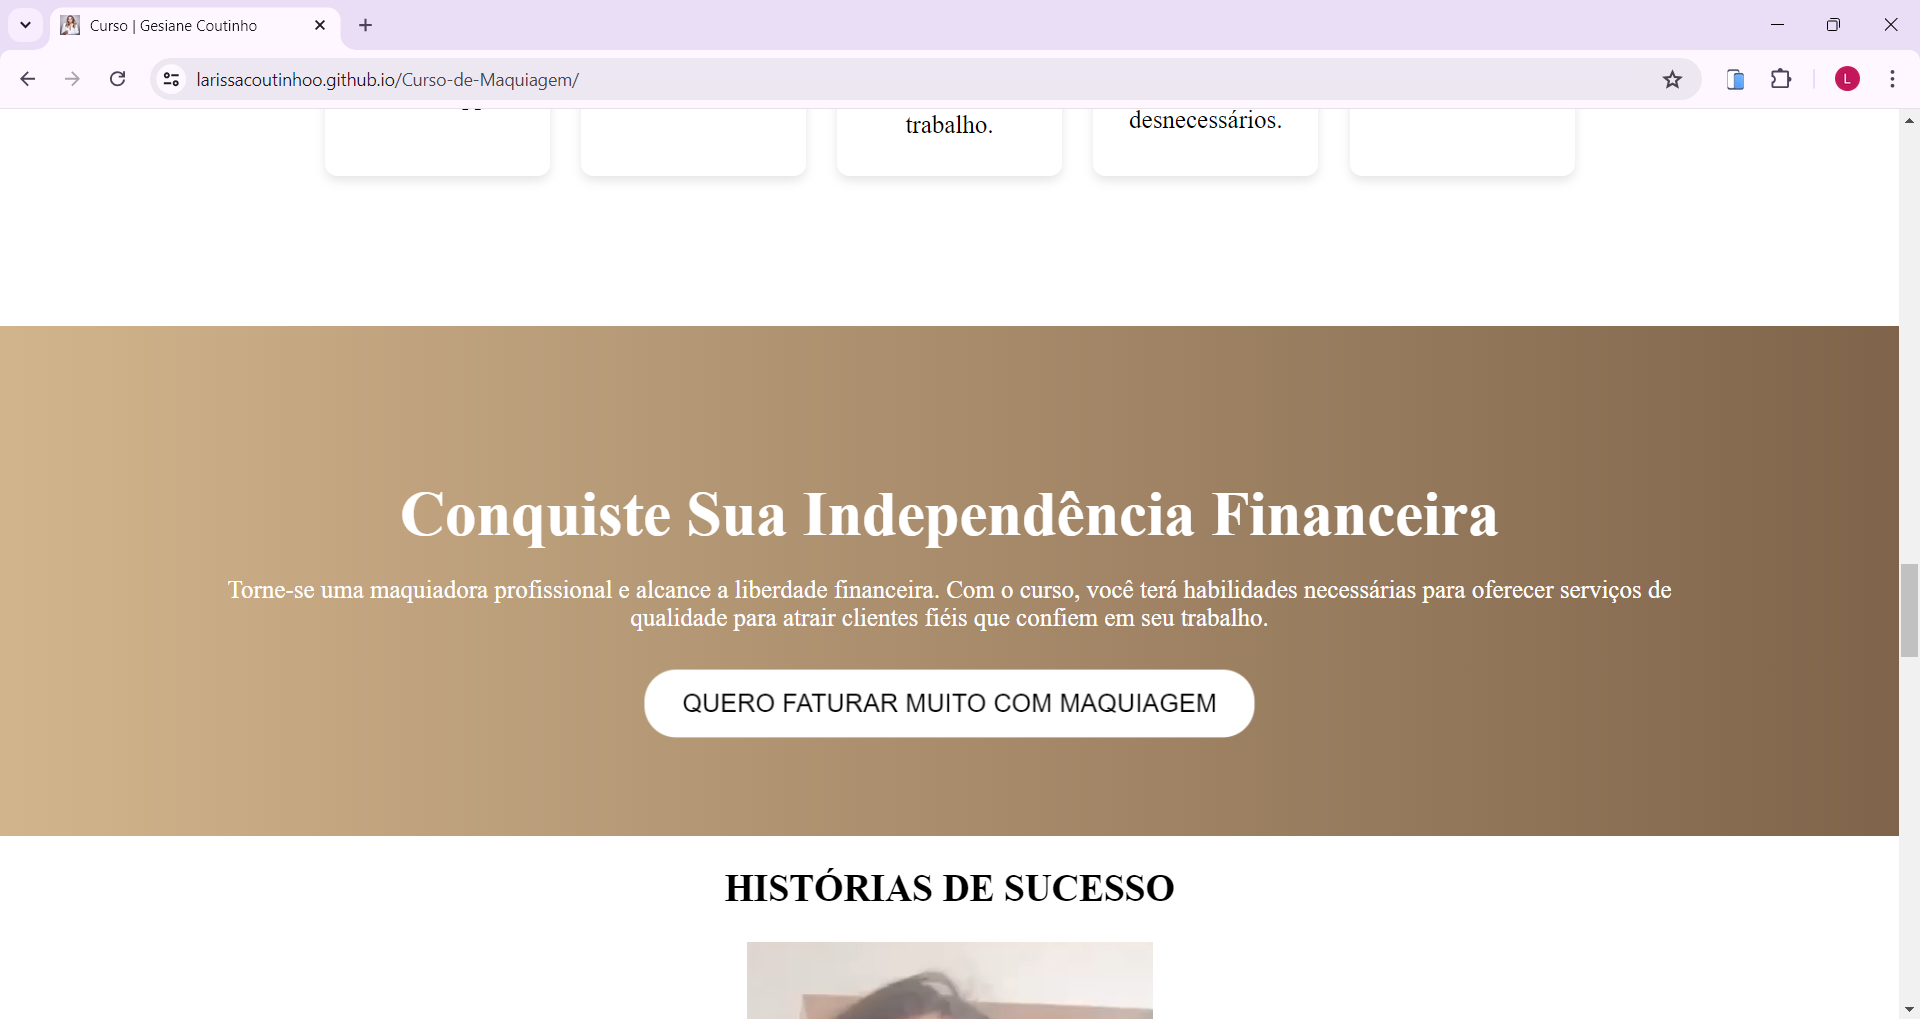 Curso | Gesiane Coutinho
larissacoutinhoo.github.io/Curso-de-Maquiagem/
L
trabalho.
desnecessários.
Conquiste Sua Independência Financeira
Torne-se uma maquiadora profissional e alcance a liberdade financeira. Com o curso, você terá habilidades necessárias para oferecer serviços de
qualidade para atrair clientes fiéis que confiem em seu trabalho.
QUERO FATURAR MUITO COM MAQUIAGEM
HISTÓRIAS DE SUCESSO